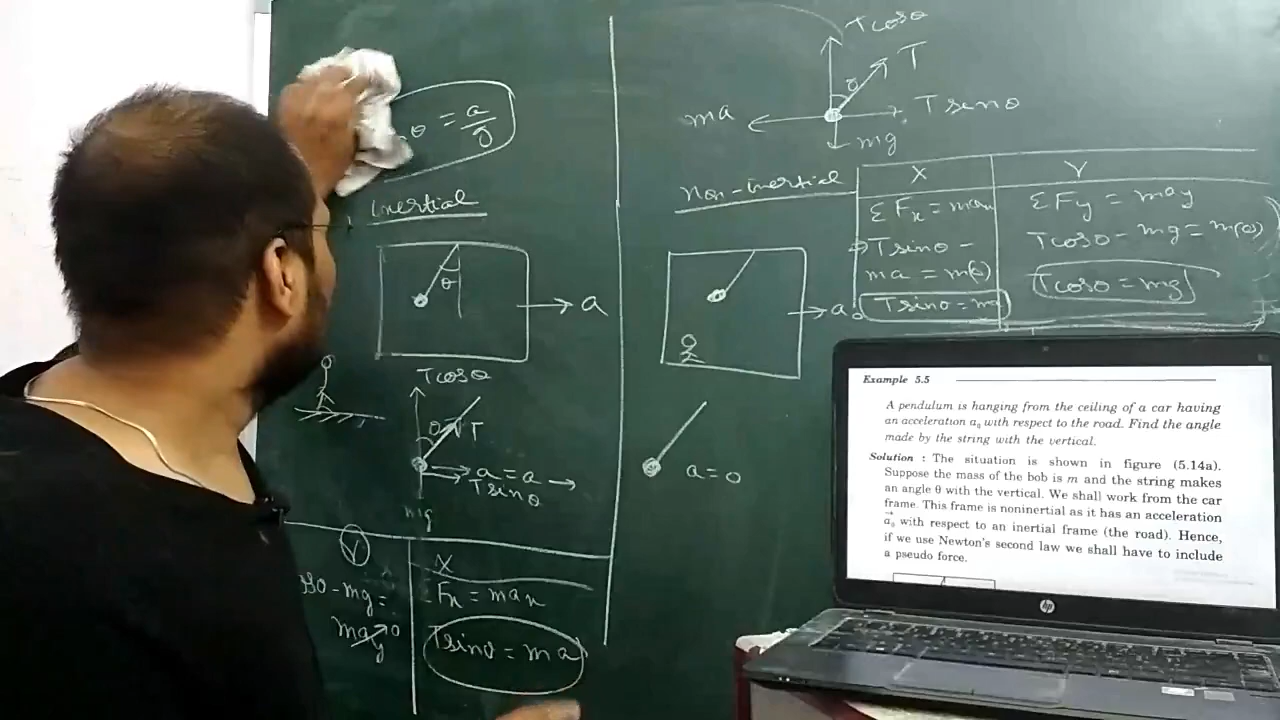 θ = a/g
Inertial
θ
a
Tcosθ
θ
T
a = a
Tsinθ
mg
Y
X
sθ - mg =
may 0
Fx = max
Tsinθ = ma
Tcosθ
T
θ
ma
Tsinθ
mg
Non-inertial
X
Y
ΣFx = max
ΣFy = may
Tsinθ -
ma = m(0)
Tcosθ - mg = m(0)
Tsinθ = ma
Tcosθ = mg
a0
a = 0
Example 5.5
A pendulum is hanging from the ceiling of a car having
an acceleration a0 with respect to the road. Find the angle
made by the string with the vertical.
Solution : The situation is shown in figure (5.14a).
Suppose the mass of the bob is m and the string makes
an angle θ with the vertical. We shall work from the car
frame. This frame is noninertial as it has an acceleration
a⃗0 with respect to an inertial frame (the road). Hence,
if we use Newton's second law we shall have to include
a pseudo force.
hp